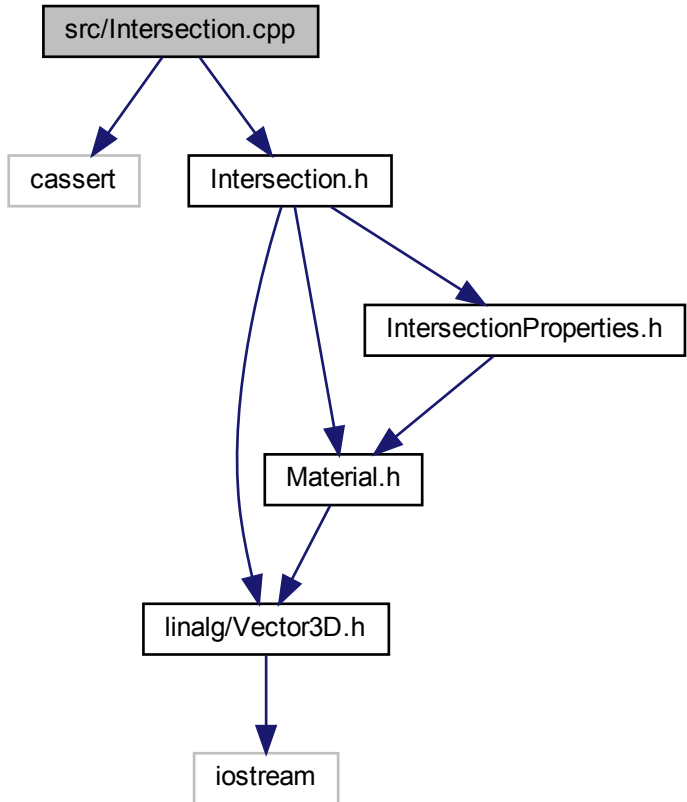 src/Intersection.cpp
cassert
Intersection.h
IntersectionProperties.h
Material.h
linalg/Vector3D.h
iostream